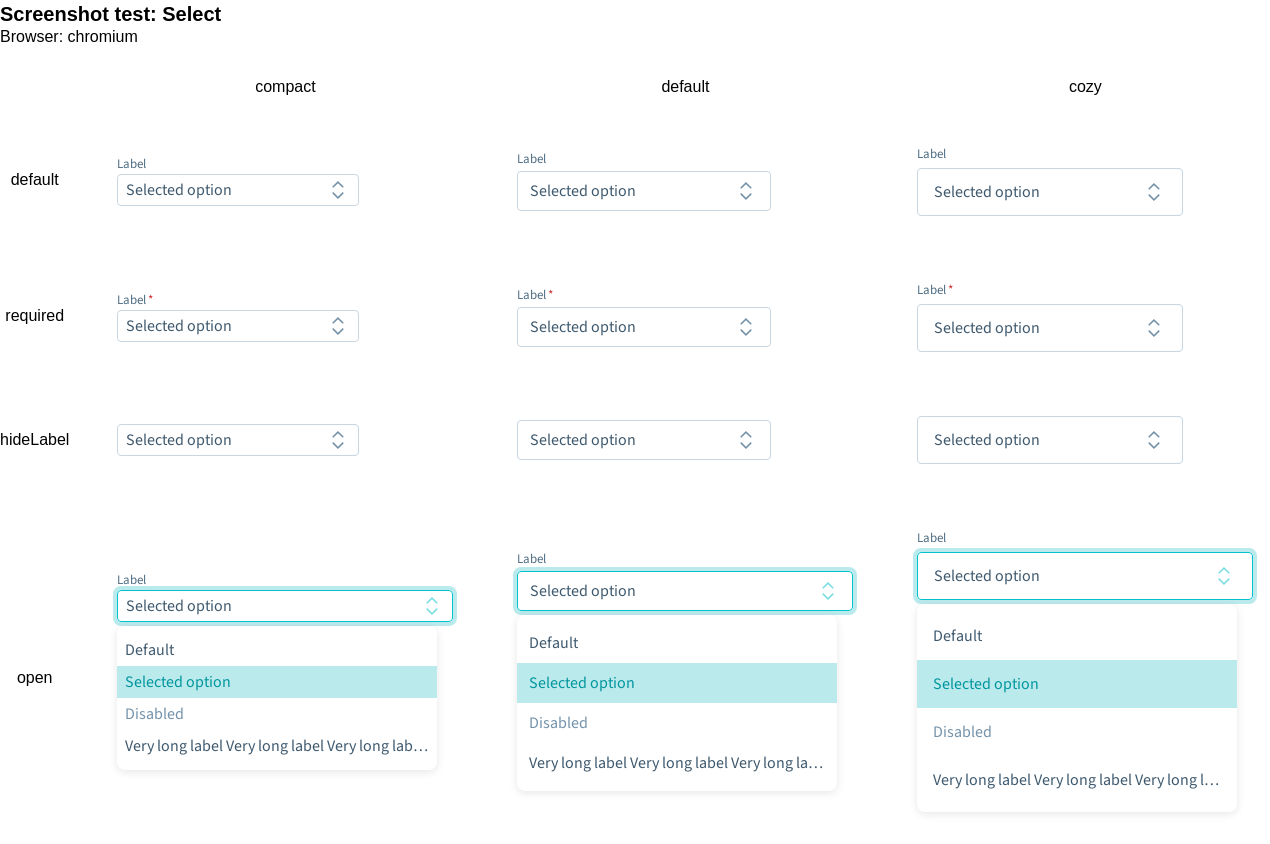 Screenshot test: Select
Browser: chromium
compact default cozy
default
Label Label Label
Selected option Selected option Selected option
required
Label* Label* Label*
Selected option Selected option Selected option
hideLabel
Selected option Selected option Selected option
open
Label
Selected option
Default
Selected option
Disabled
Very long label Very long label Very long lab…
Label
Selected option
Default
Selected option
Disabled
Very long label Very long label Very long la…
Label
Selected option
Default
Selected option
Disabled
Very long label Very long label Very long l…